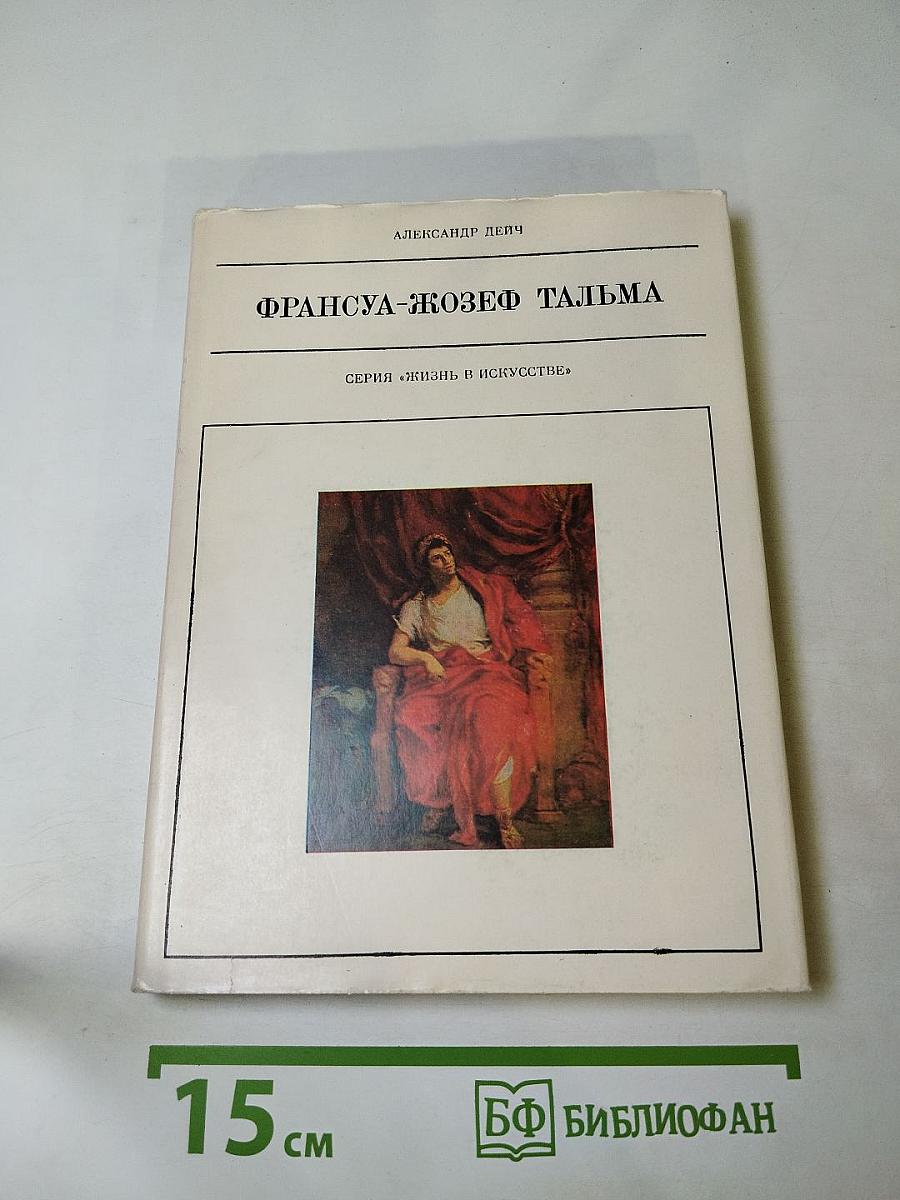 АЛЕКСАНДР ДЕЙЧ
ФРАНСУА-ЖОЗЕФ ТАЛЬМА
СЕРИЯ «ЖИЗНЬ В ИСКУССТВЕ»
15 см
БФ БИБЛИОФАН